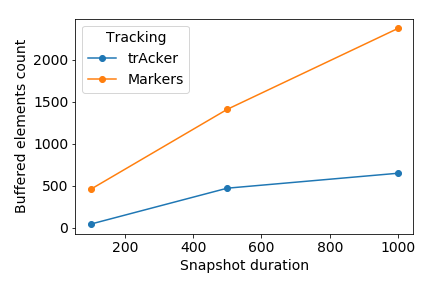 Tracking
trAcker
Markers
Buffered elements count
2000
1500
1000
500
0
200
400
600
800
1000
Snapshot duration